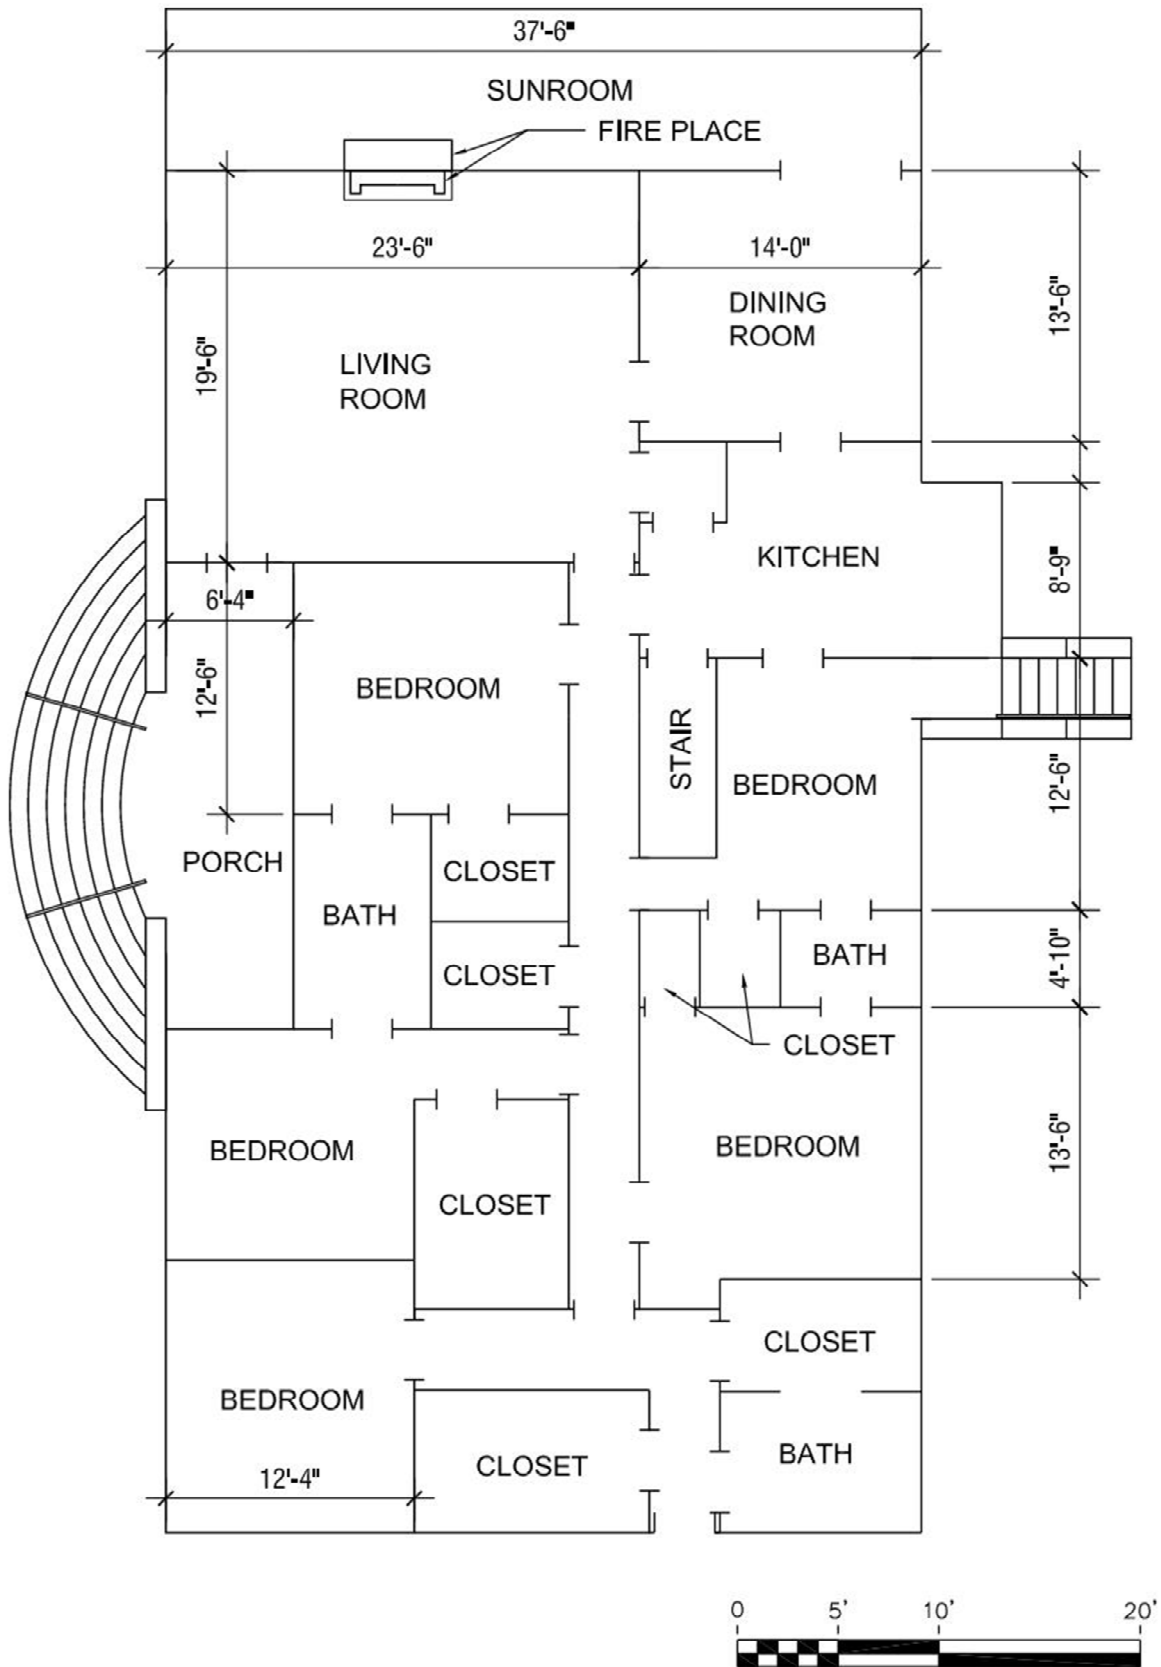 37'-6"
SUNROOM
FIRE PLACE
23'-6"
14'-0"
13'-6"
DINING
ROOM
19'-6"
LIVING
ROOM
KITCHEN
8'-9"
6'-4"
12'-6"
BEDROOM
STAIR
BEDROOM
12'-6"
PORCH
CLOSET
BATH
CLOSET
BATH
4'-10"
CLOSET
BEDROOM
BEDROOM
13'-6"
CLOSET
CLOSET
BEDROOM
BATH
CLOSET
12'-4"
0 5' 10' 20'